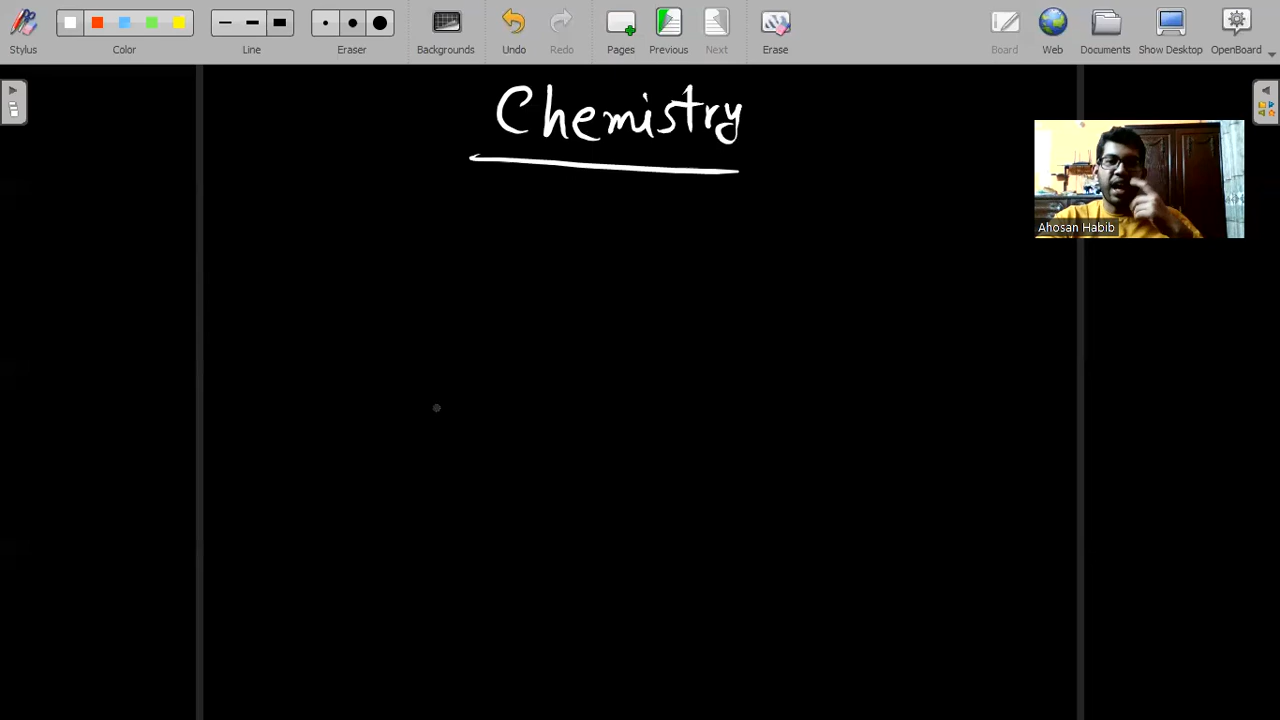 Stylus
Color
Line
Eraser
Backgrounds
Undo
Redo
Pages
Previous
Next
Erase
Board
Web
Documents
Show Desktop
OpenBoard
Chemistry
Ahosan Habib